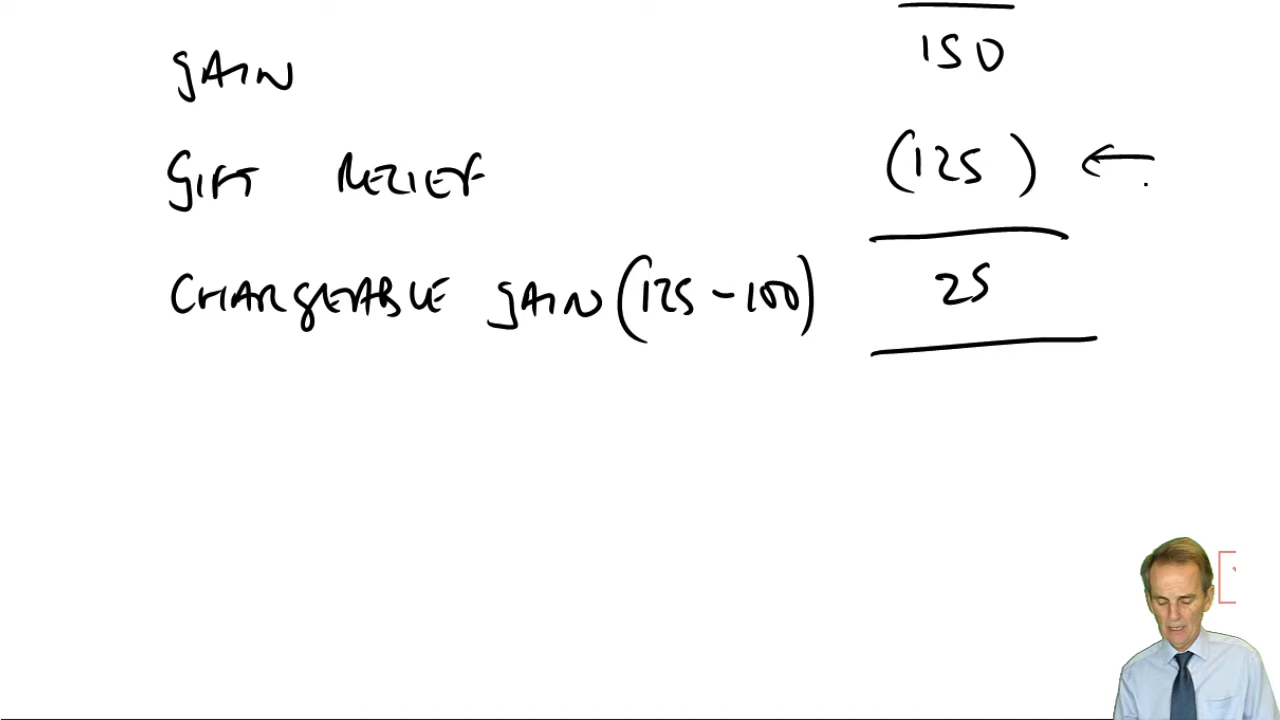 150
GAIN
GIFT RELIEF (125) ←
CHARGEABLE GAIN (125 - 100) 25